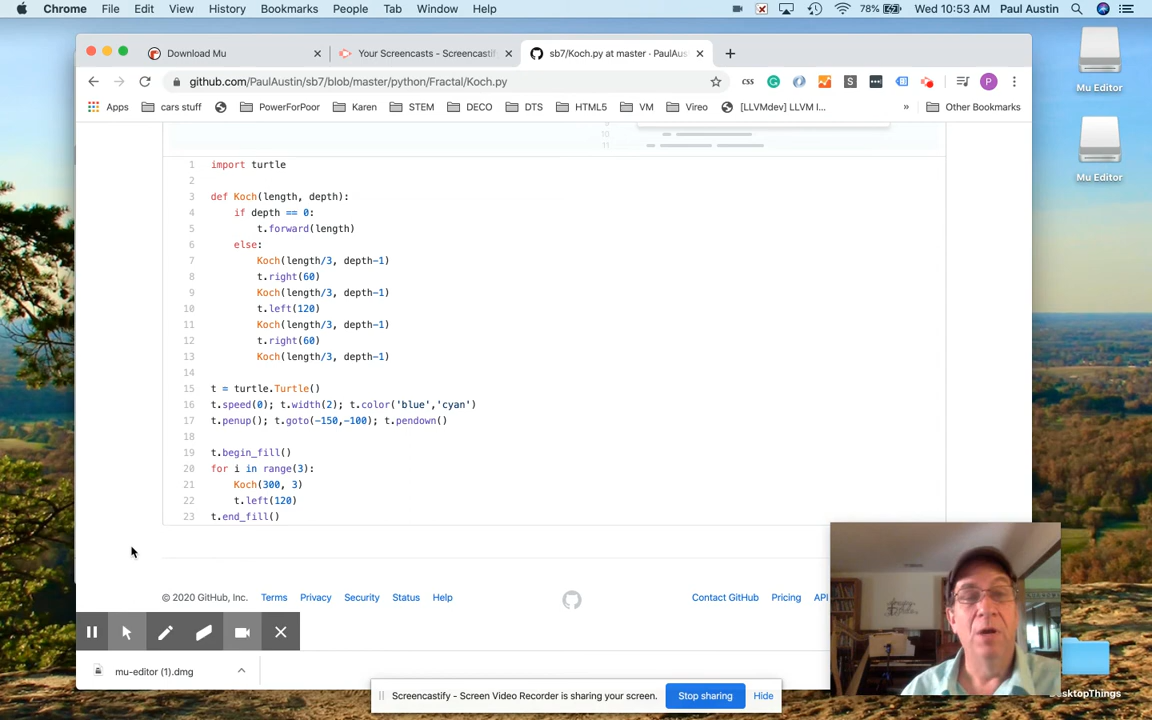 Chrome File Edit View History Bookmarks People Tab Window Help 78% Wed 10:53 AM Paul Austin
Download Mu Your Screencasts - Screencastify sb7/Koch.py at master · PaulAus
github.com/PaulAustin/sb7/blob/master/python/Fractal/Koch.py css G S P
Apps cars stuff PowerForPoor Karen STEM DECO DTS HTML5 VM Vireo [LLVMdev] LLVM I... » Other Bookmarks
Mu Editor
Mu Editor
10
11
1 import turtle
2
3 def Koch(length, depth):
4 if depth == 0:
5 t.forward(length)
6 else:
7 Koch(length/3, depth-1)
8 t.right(60)
9 Koch(length/3, depth-1)
10 t.left(120)
11 Koch(length/3, depth-1)
12 t.right(60)
13 Koch(length/3, depth-1)
14
15 t = turtle.Turtle()
16 t.speed(0); t.width(2); t.color('blue','cyan')
17 t.penup(); t.goto(-150,-100); t.pendown()
18
19 t.begin_fill()
20 for i in range(3):
21 Koch(300, 3)
22 t.left(120)
23 t.end_fill()
© 2020 GitHub, Inc. Terms Privacy Security Status Help Contact GitHub Pricing API
mu-editor (1).dmg
Screencastify - Screen Video Recorder is sharing your screen. Stop sharing Hide
DesktopThings